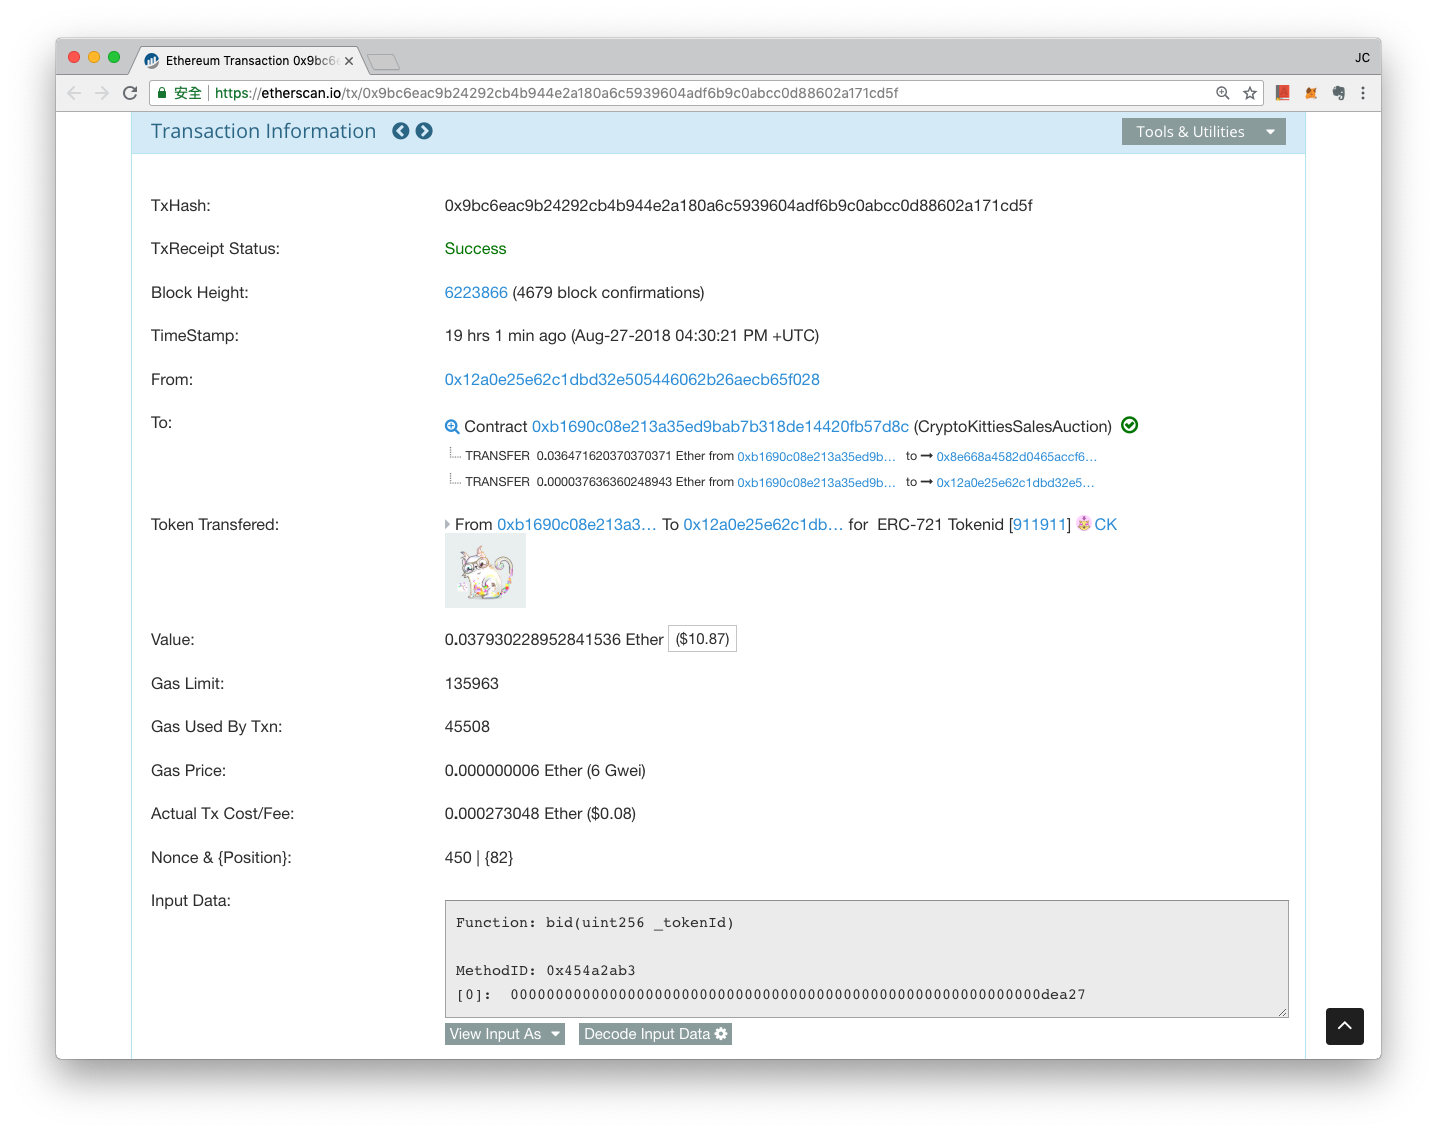 Ethereum Transaction 0x9bc6e
JC
安全 https://etherscan.io/tx/0x9bc6eac9b24292cb4b944e2a180a6c5939604adf6b9c0abcc0d88602a171cd5f
Transaction Information
Tools & Utilities
TxHash: 0x9bc6eac9b24292cb4b944e2a180a6c5939604adf6b9c0abcc0d88602a171cd5f
TxReceipt Status: Success
Block Height: 6223866 (4679 block confirmations)
TimeStamp: 19 hrs 1 min ago (Aug-27-2018 04:30:21 PM +UTC)
From: 0x12a0e25e62c1dbd32e505446062b26aecb65f028
To: Contract 0xb1690c08e213a35ed9bab7b318de14420fb57d8c (CryptoKittiesSalesAuction)
TRANSFER 0.036471620370370371 Ether from 0xb1690c08e213a35ed9b... to → 0x8e668a4582d0465accf6...
TRANSFER 0.000037636360248943 Ether from 0xb1690c08e213a35ed9b... to → 0x12a0e25e62c1dbd32e5...
Token Transfered: From 0xb1690c08e213a3... To 0x12a0e25e62c1db... for ERC-721 Tokenid [911911] CK
Value: 0.037930228952841536 Ether ($10.87)
Gas Limit: 135963
Gas Used By Txn: 45508
Gas Price: 0.000000006 Ether (6 Gwei)
Actual Tx Cost/Fee: 0.000273048 Ether ($0.08)
Nonce & {Position}: 450 | {82}
Input Data:
Function: bid(uint256 _tokenId)
MethodID: 0x454a2ab3
[0]: 00000000000000000000000000000000000000000000000000000000000dea27
View Input As
Decode Input Data